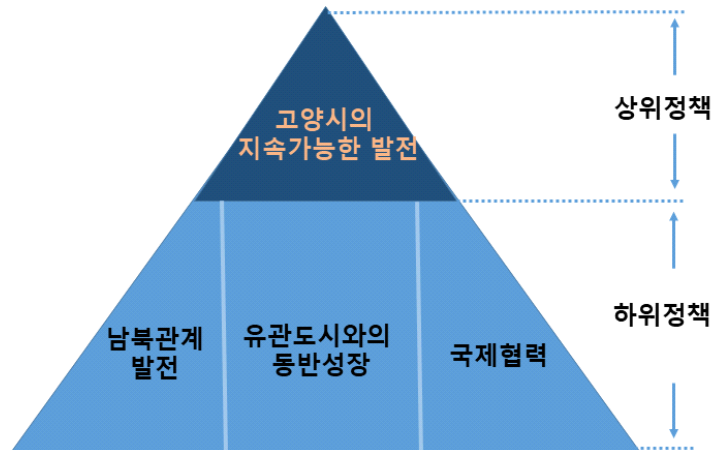 고양시의
지속가능한 발전
상위정책
남북관계
발전
유관도시와의
동반성장
국제협력
하위정책